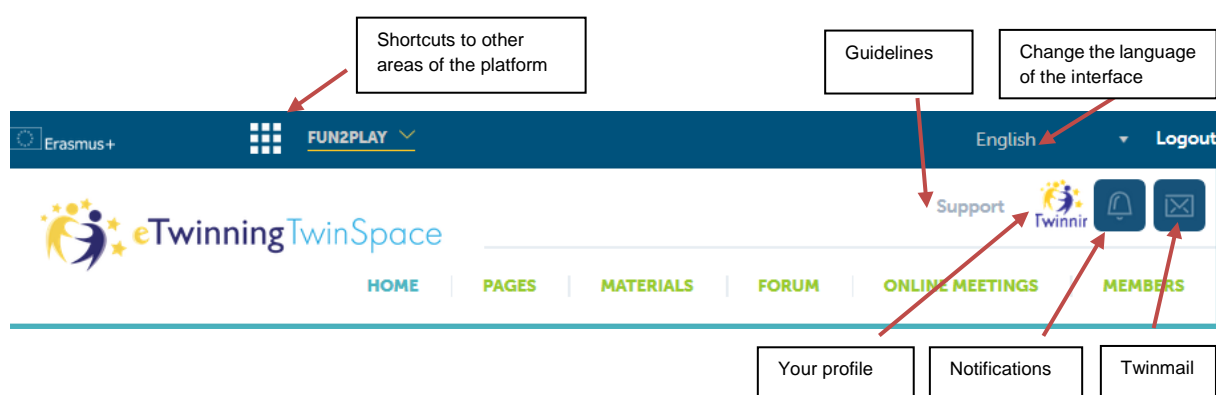 Shortcuts to other
areas of the platform
Guidelines
Change the language
of the interface
Erasmus+
FUN2PLAY
English
Logout
eTwinning TwinSpace
Support
Twinnin
HOME
PAGES
MATERIALS
FORUM
ONLINE MEETINGS
MEMBERS
Your profile
Notifications
Twinmail